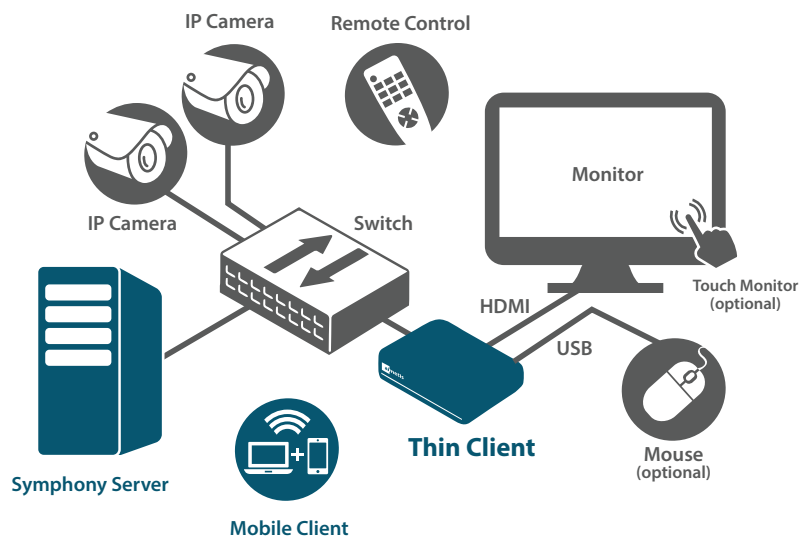 IP Camera
Remote Control
Monitor
IP Camera
Switch
Touch Monitor
(optional)
HDMI
USB
Thin Client
Mouse
(optional)
Symphony Server
Mobile Client